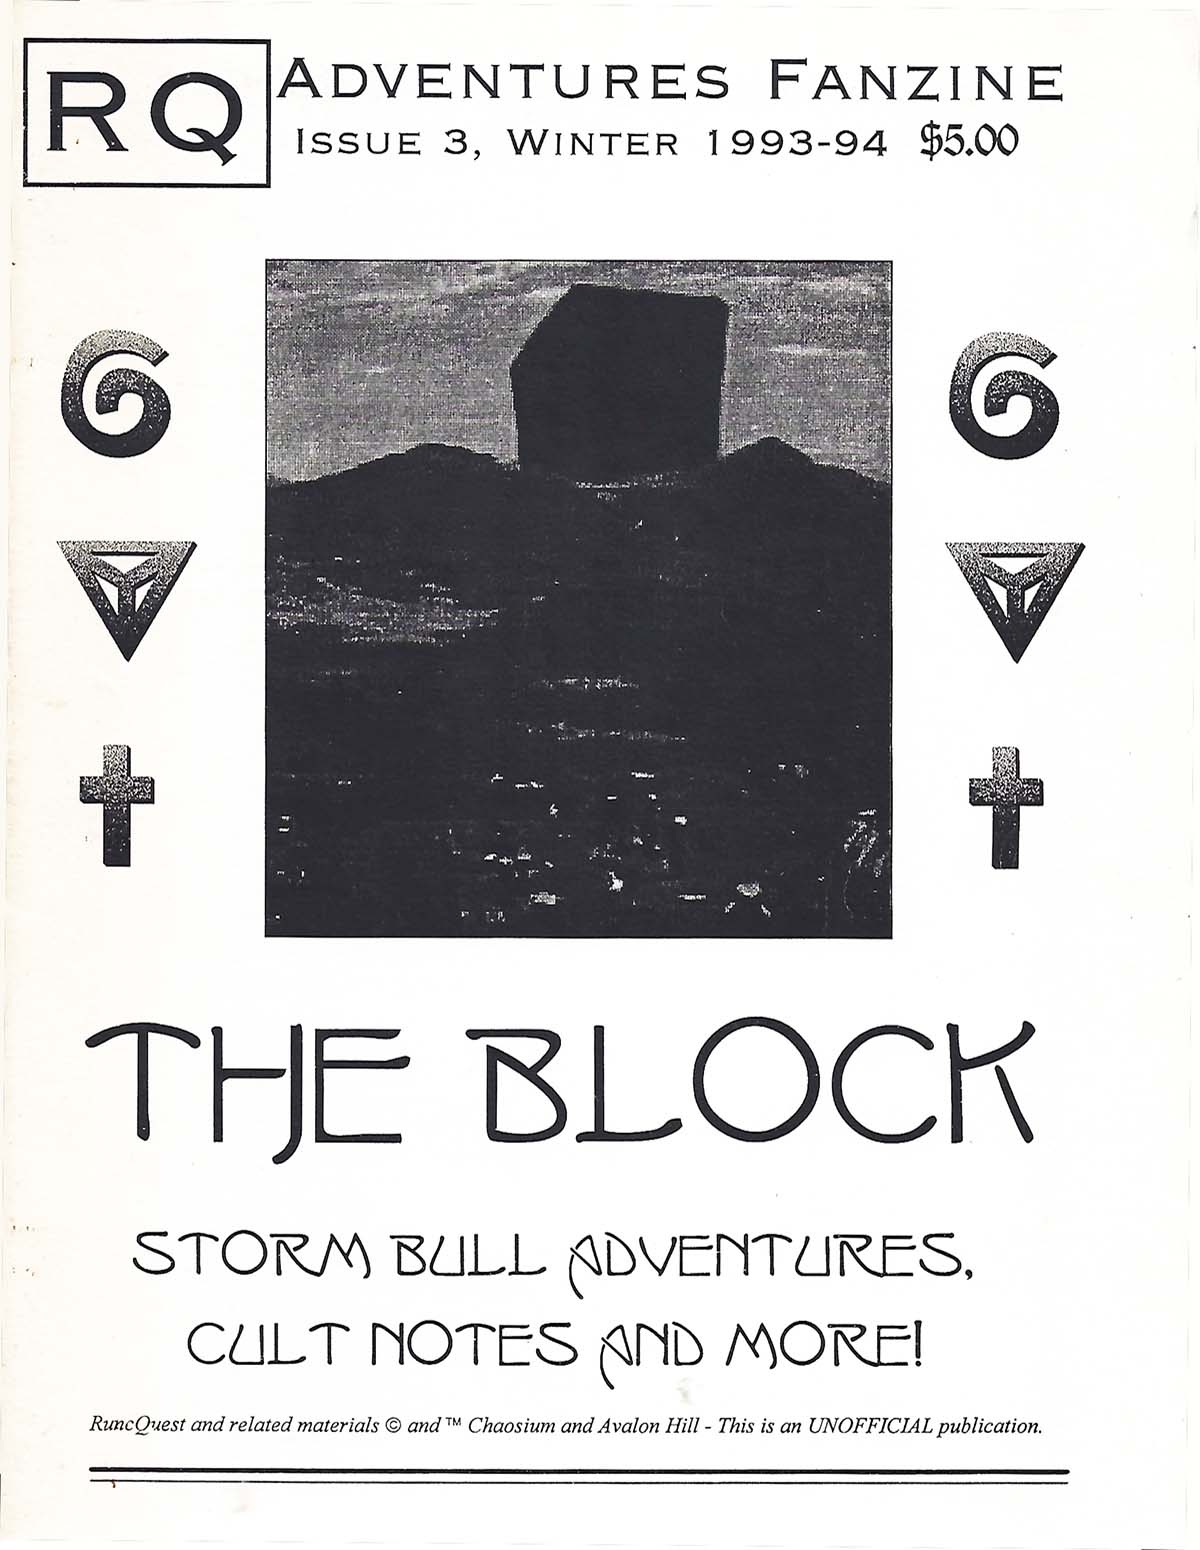 RQ
ADVENTURES FANZINE
ISSUE 3, WINTER 1993-94 $5.00
THE BLOCK
STORM BULL ADVENTURES,
CULT NOTES AND MORE!
RuneQuest and related materials © and ™ Chaosium and Avalon Hill - This is an UNOFFICIAL publication.